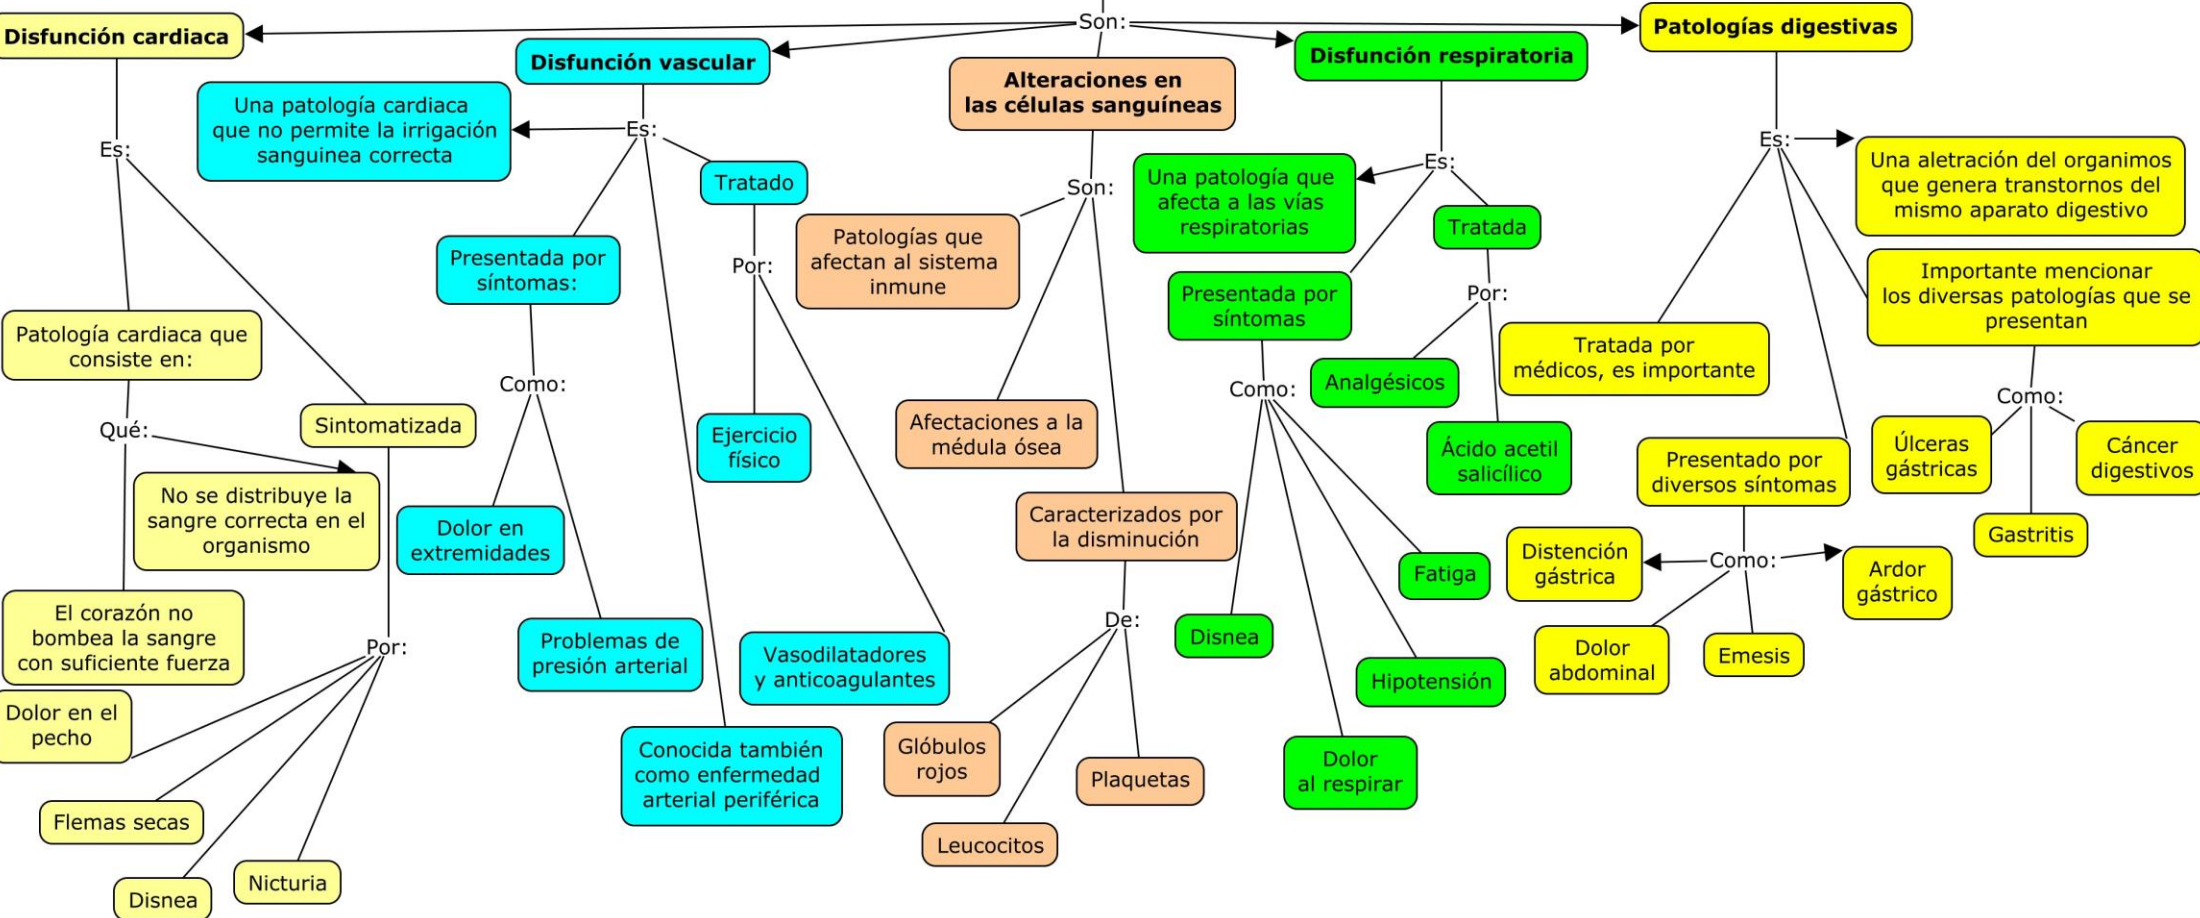 Son:
Disfunción cardiaca
Es:
Patología cardiaca que
consiste en:
Qué:
No se distribuye la
sangre correcta en el
organismo
El corazón no
bombea la sangre
con suficiente fuerza
Sintomatizada
Por:
Dolor en el
pecho
Flemas secas
Disnea
Nicturia
Disfunción vascular
Es:
Una patología cardiaca
que no permite la irrigación
sanguinea correcta
Presentada por
síntomas:
Como:
Dolor en
extremidades
Problemas de
presión arterial
Tratado
Por:
Ejercicio
físico
Vasodilatadores
y anticoagulantes
Conocida también
como enfermedad
arterial periférica
Alteraciones en
las células sanguíneas
Son:
Patologías que
afectan al sistema
inmune
Afectaciones a la
médula ósea
Caracterizados por
la disminución
De:
Glóbulos
rojos
Leucocitos
Plaquetas
Disfunción respiratoria
Es:
Una patología que
afecta a las vías
respiratorias
Presentada por
síntomas
Como:
Disnea
Dolor
al respirar
Hipotensión
Fatiga
Tratada
Por:
Analgésicos
Ácido acetil
salicílico
Patologías digestivas
Es:
Una aletración del organimos
que genera transtornos del
mismo aparato digestivo
Importante mencionar
los diversas patologías que se
presentan
Como:
Úlceras
gástricas
Gastritis
Cáncer
digestivos
Tratada por
médicos, es importante
Presentado por
diversos síntomas
Como:
Distención
gástrica
Dolor
abdominal
Emesis
Ardor
gástrico